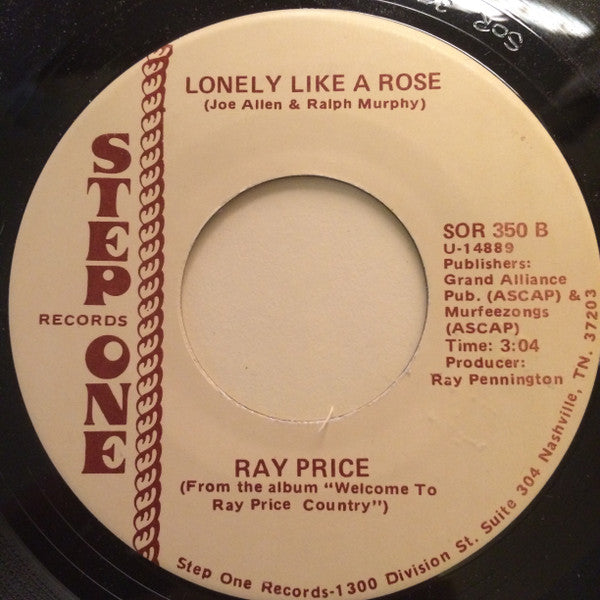 LONELY LIKE A ROSE
(Joe Allen & Ralph Murphy)
STEP ONE
RECORDS
SOR 350 B
U-14889
Publishers:
Grand Alliance
Pub. (ASCAP) &
Murfeezongs
(ASCAP)
Time: 3:04
Producer:
Ray Pennington
RAY PRICE
(From the album "Welcome To
Ray Price Country")
Step One Records-1300 Division St. Suite 304 Nashville, TN. 37203
SOR